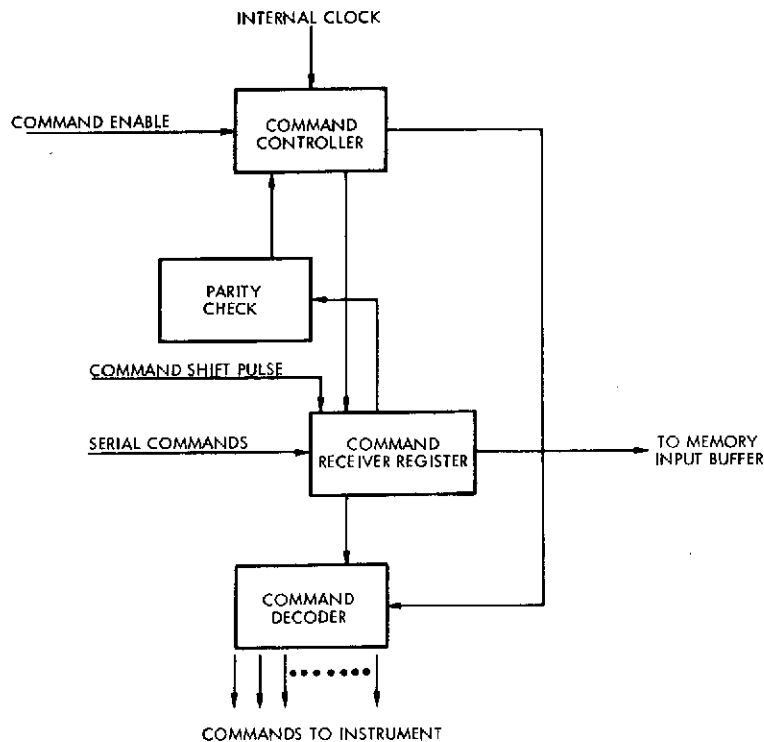 INTERNAL CLOCK
COMMAND ENABLE
COMMAND
CONTROLLER
PARITY
CHECK
COMMAND SHIFT PULSE
SERIAL COMMANDS
COMMAND
RECEIVER REGISTER
TO MEMORY
INPUT BUFFER
COMMAND
DECODER
COMMANDS TO INSTRUMENT